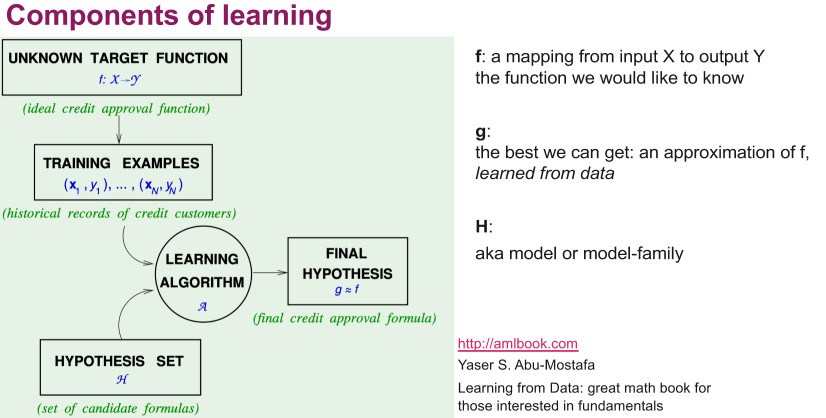 Components of learning
UNKNOWN TARGET FUNCTION
f: X→Y
(ideal credit approval function)
TRAINING EXAMPLES
(x₁, y₁), ... , (x_N, y_N)
(historical records of credit customers)
LEARNING
ALGORITHM
A
FINAL
HYPOTHESIS
g ≈ f
(final credit approval formula)
HYPOTHESIS SET
H
(set of candidate formulas)
f: a mapping from input X to output Y
the function we would like to know
g:
the best we can get: an approximation of f,
learned from data
H:
aka model or model-family
http://amlbook.com
Yaser S. Abu-Mostafa
Learning from Data: great math book for
those interested in fundamentals